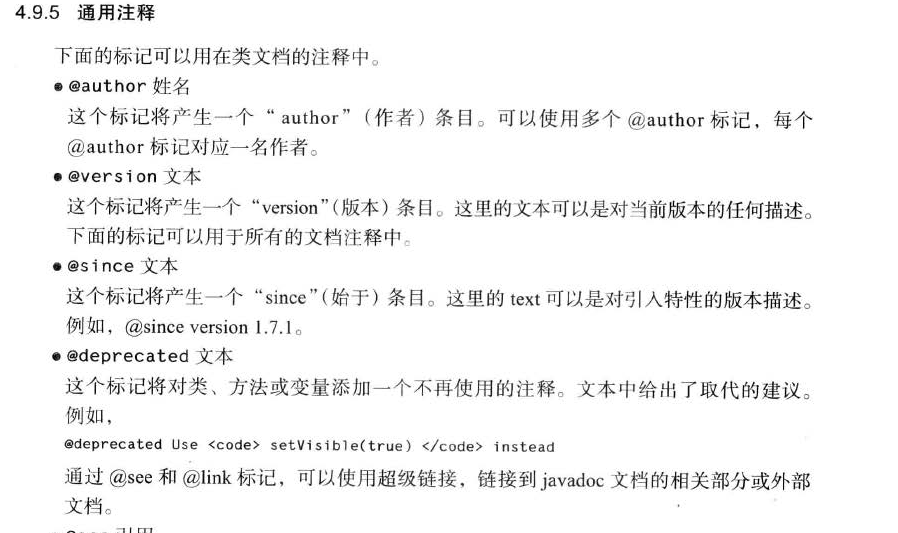 4.9.5 通用注释
下面的标记可以用在类文档的注释中。
● @author 姓名
这个标记将产生一个“author”（作者）条目。可以使用多个 @author 标记，每个
@author 标记对应一名作者。
● @version 文本
这个标记将产生一个“version”（版本）条目。这里的文本可以是对当前版本的任何描述。
下面的标记可以用于所有的文档注释中。
● @since 文本
这个标记将产生一个“since”（始于）条目。这里的 text 可以是对引入特性的版本描述。
例如，@since version 1.7.1。
● @deprecated 文本
这个标记将对类、方法或变量添加一个不再使用的注释。文本中给出了取代的建议。
例如，
@deprecated Use <code> setVisible(true) </code> instead
通过 @see 和 @link 标记，可以使用超级链接，链接到 javadoc 文档的相关部分或外部
文档。